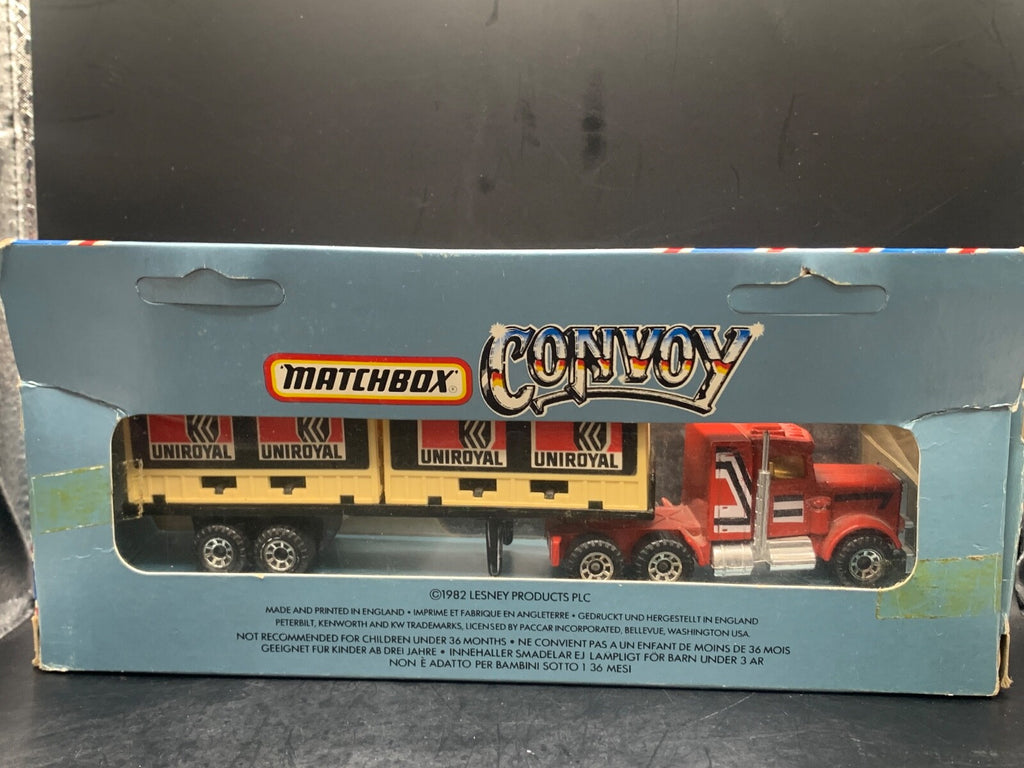 MATCHBOX®
CONVOY
UNIROYAL UNIROYAL UNIROYAL UNIROYAL
©1982 LESNEY PRODUCTS PLC
MADE AND PRINTED IN ENGLAND • IMPRIME ET FABRIQUE EN ANGLETERRE • GEDRUCKT UND HERGESTELLT IN ENGLAND
PETERBILT, KENWORTH AND KW TRADEMARKS, LICENSED BY PACCAR INCORPORATED, BELLEVUE, WASHINGTON USA.
NOT RECOMMENDED FOR CHILDREN UNDER 36 MONTHS • NE CONVIENT PAS A UN ENFANT DE MOINS DE 36 MOIS
GEEIGNET FUR KINDER AB DREI JAHRE • INNEHALLER SMADELAR EJ LAMPLIGT FÖR BARN UNDER 3 AR
NON È ADATTO PER BAMBINI SOTTO I 36 MESI